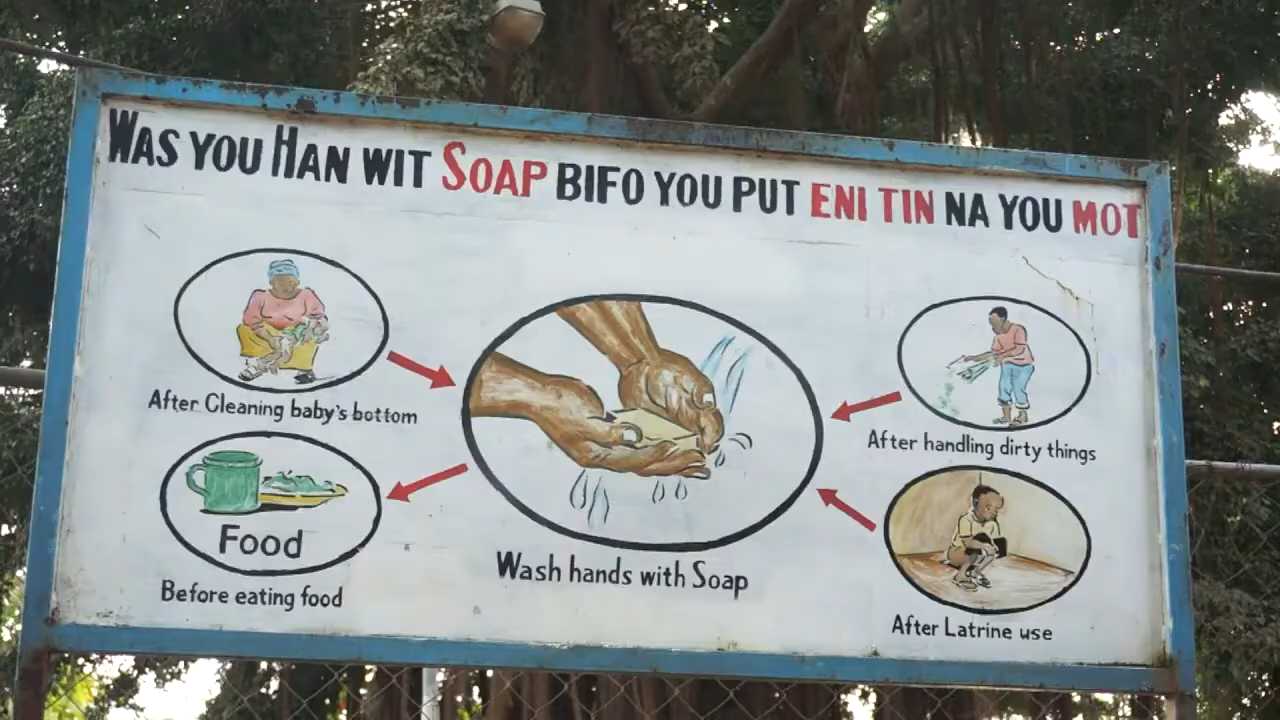 WAS YOU HAN WIT SOAP BIFO YOU PUT ENI TIN NA YOU MOT
After Cleaning baby's bottom
Food
Before eating food
Wash hands with Soap
After handling dirty things
After Latrine use